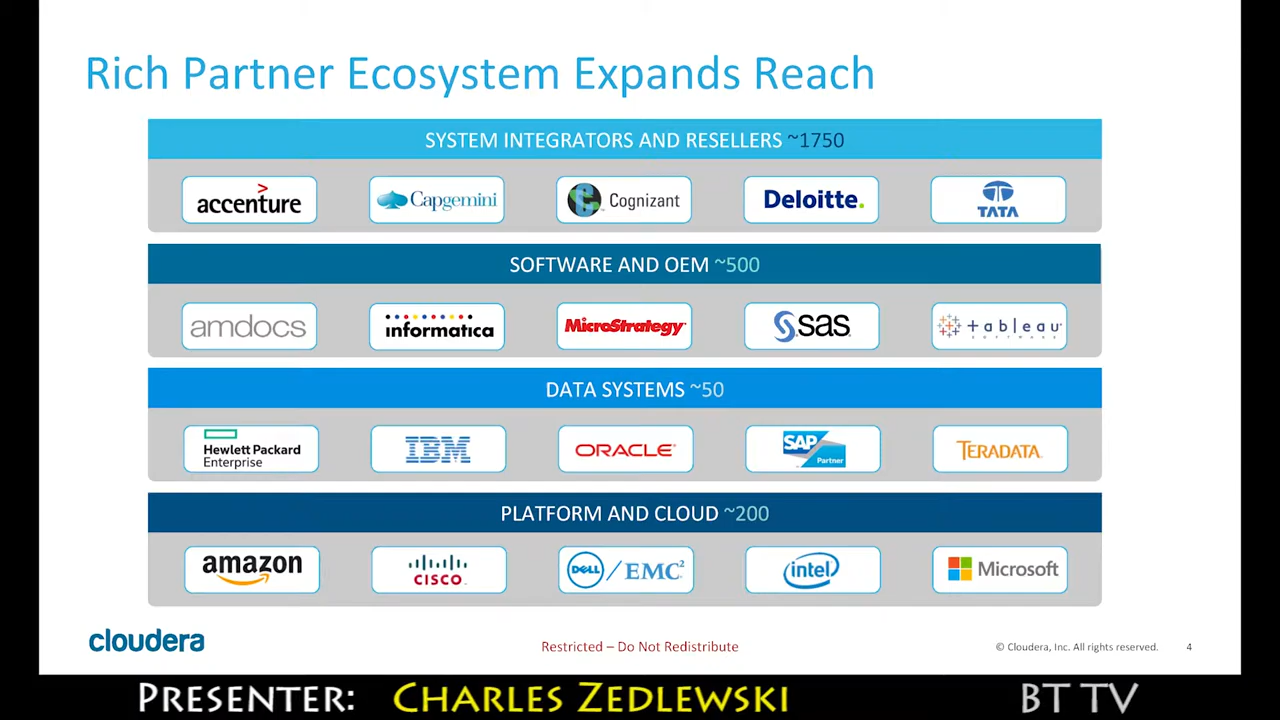 Rich Partner Ecosystem Expands Reach
SYSTEM INTEGRATORS AND RESELLERS ~1750
accenture Capgemini Cognizant Deloitte. TATA
SOFTWARE AND OEM ~500
amdocs informatica MicroStrategy sas tableau
SOFTWARE
DATA SYSTEMS ~50
Hewlett Packard Enterprise IBM ORACLE SAP Partner TERADATA
PLATFORM AND CLOUD ~200
amazon CISCO DELL/EMC² intel Microsoft
cloudera Restricted – Do Not Redistribute © Cloudera, Inc. All rights reserved. 4
PRESENTER: CHARLES ZEDLEWSKI BT TV